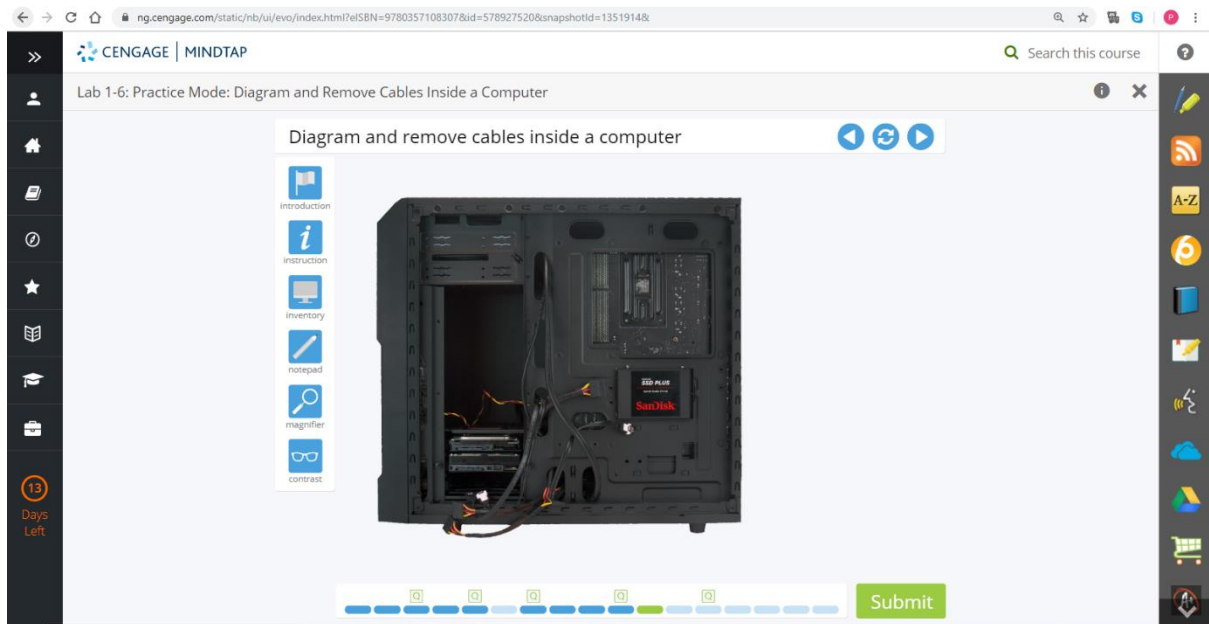 ng.cengage.com/static/nb/ui/evo/index.html?eISBN=9780357108307&id=578927520&snapshotId=1351914&
S
P
CENGAGE | MINDTAP
Search this course
Lab 1-6: Practice Mode: Diagram and Remove Cables Inside a Computer
Diagram and remove cables inside a computer
introduction
i
instruction
inventory
notepad
magnifier
contrast
SSD PLUS
SanDisk
A-Z
13
Days
Left
Q Q Q Q Q
Submit
A+